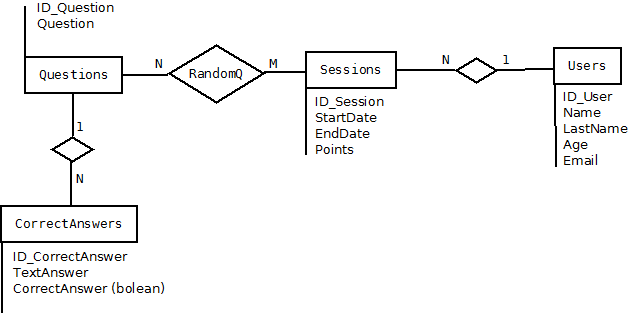 ID_Question
Question
Questions
N
RandomQ
M
Sessions
N
1
Users
ID_Session
StartDate
EndDate
Points
ID_User
Name
LastName
Age
Email
1
N
CorrectAnswers
ID_CorrectAnswer
TextAnswer
CorrectAnswer (bolean)